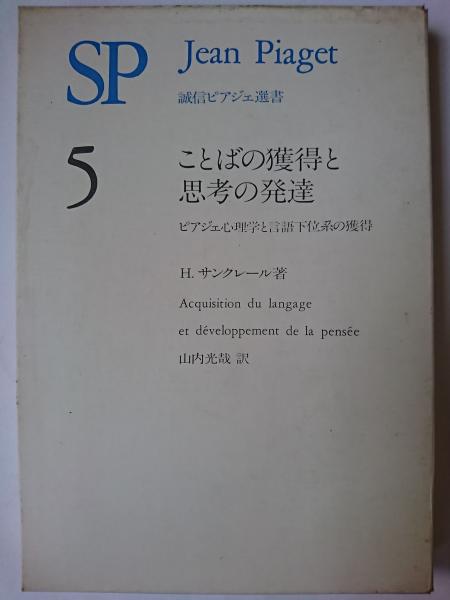 SP
Jean Piaget
誠信ピアジェ選書
5
ことばの獲得と
思考の発達
ピアジェ心理学と言語下位系の獲得
H. サンクレール著
Acquisition du langage
et développement de la pensée
山内光哉 訳